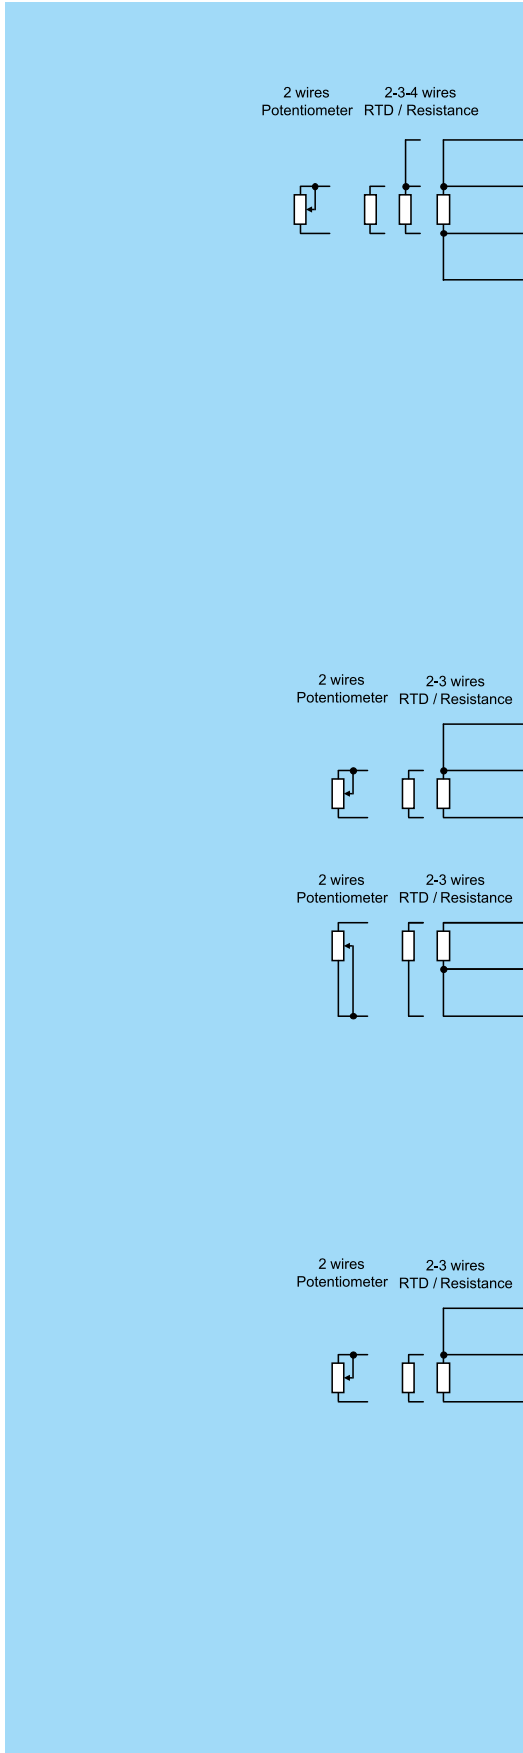 2 wires
Potentiometer
2-3-4 wires
RTD / Resistance
2 wires
Potentiometer
2-3 wires
RTD / Resistance
2 wires
Potentiometer
2-3 wires
RTD / Resistance
2 wires
Potentiometer
2-3 wires
RTD / Resistance